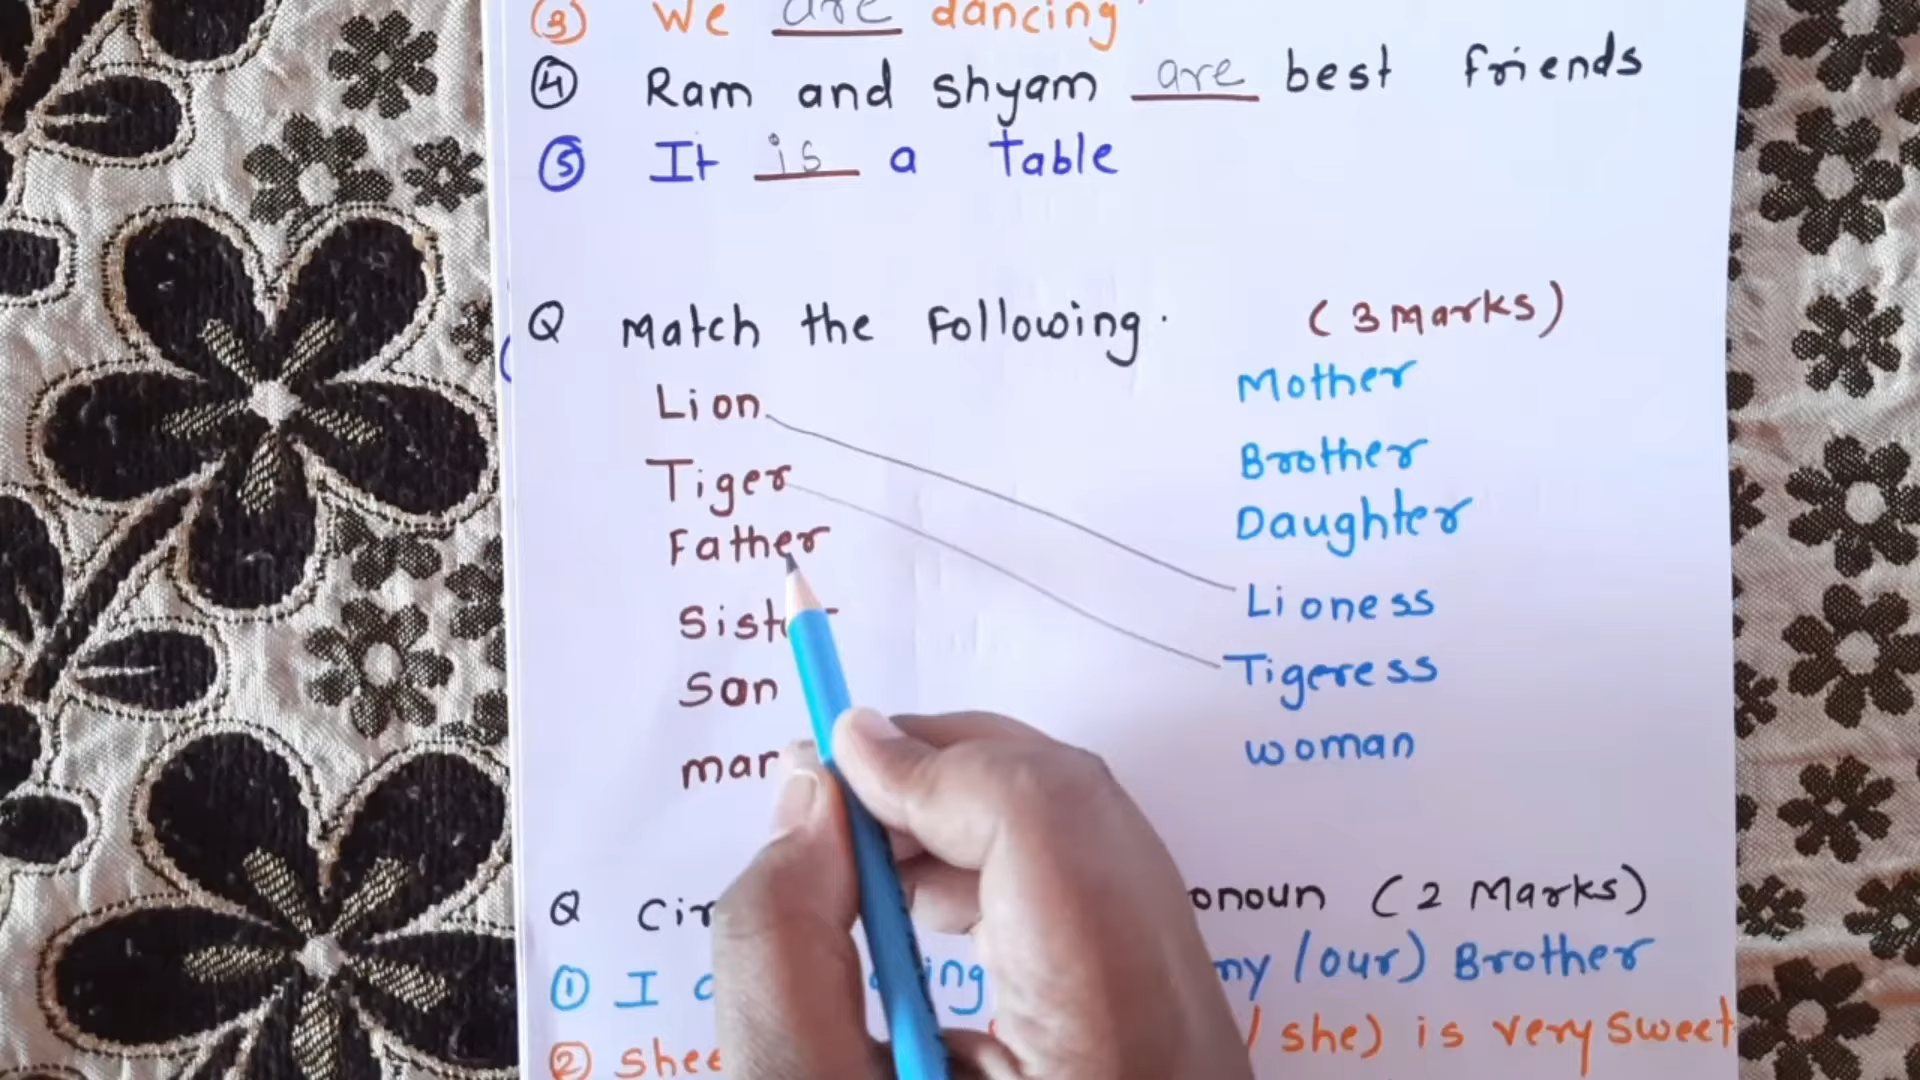 (3) We are dancing
(4) Ram and shyam are best friends
(5) It is a Table
Q Match the Following. (3 Marks)
Lion Mother
Tiger Brother
Father Daughter
Lioness
Son Tigeress
woman
Q onoun (2 Marks)
(1) I my /our) Brother
(2) / she) is very sweet